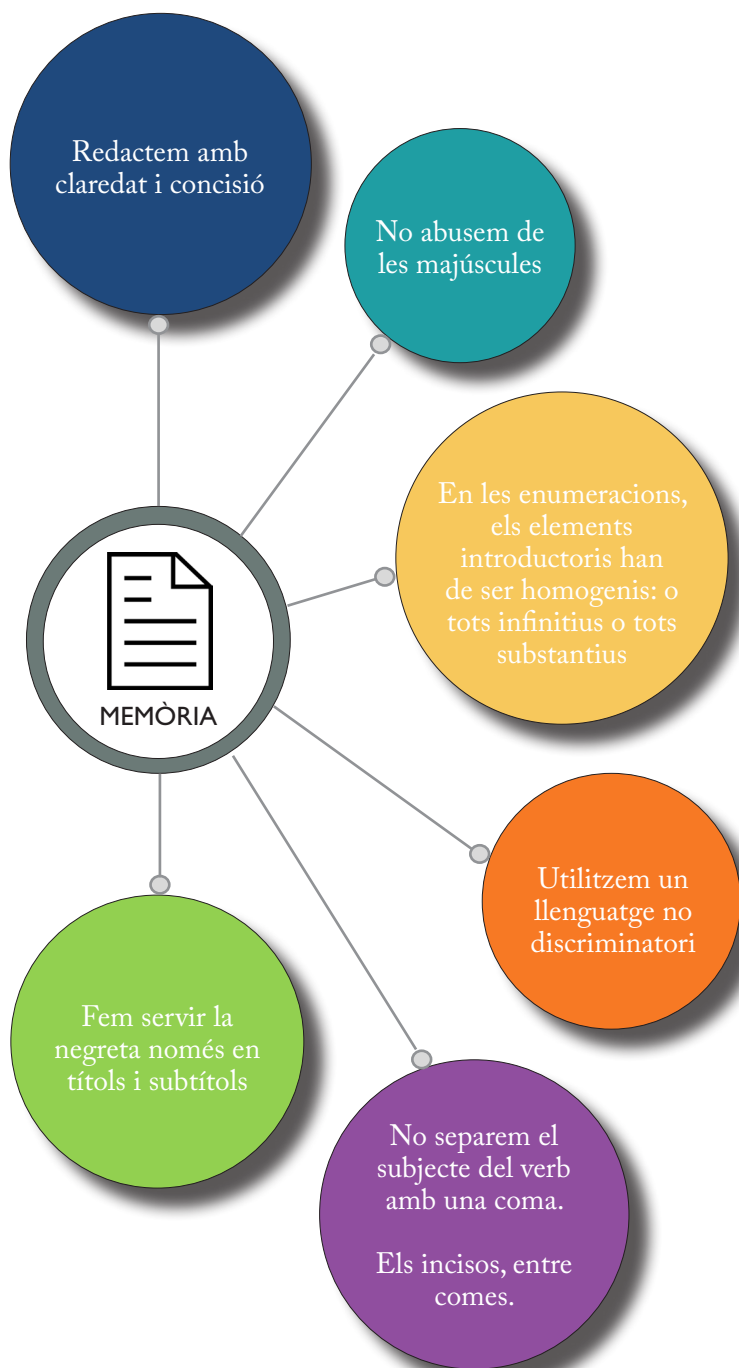 Redactem amb
claredat i concisió
No abusem de
les majúscules
En les enumeracions,
els elements
introductoris han
de ser homogenis: o
tots infinitius o tots
substantius
MEMÒRIA
Utilitzem un
llenguatge no
discriminatori
Fem servir la
negreta només en
títols i subtítols
No separem el
subjecte del verb
amb una coma.
Els incisos, entre
comes.